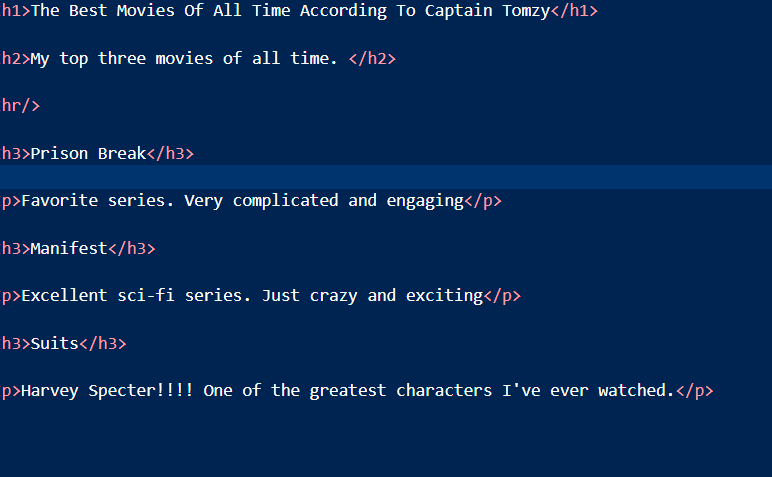 h1>The Best Movies Of All Time According To Captain Tomzy</h1>
h2>My top three movies of all time. </h2>
hr/>
h3>Prison Break</h3>
p>Favorite series. Very complicated and engaging</p>
h3>Manifest</h3>
p>Excellent sci-fi series. Just crazy and exciting</p>
h3>Suits</h3>
p>Harvey Specter!!!! One of the greatest characters I've ever watched.</p>